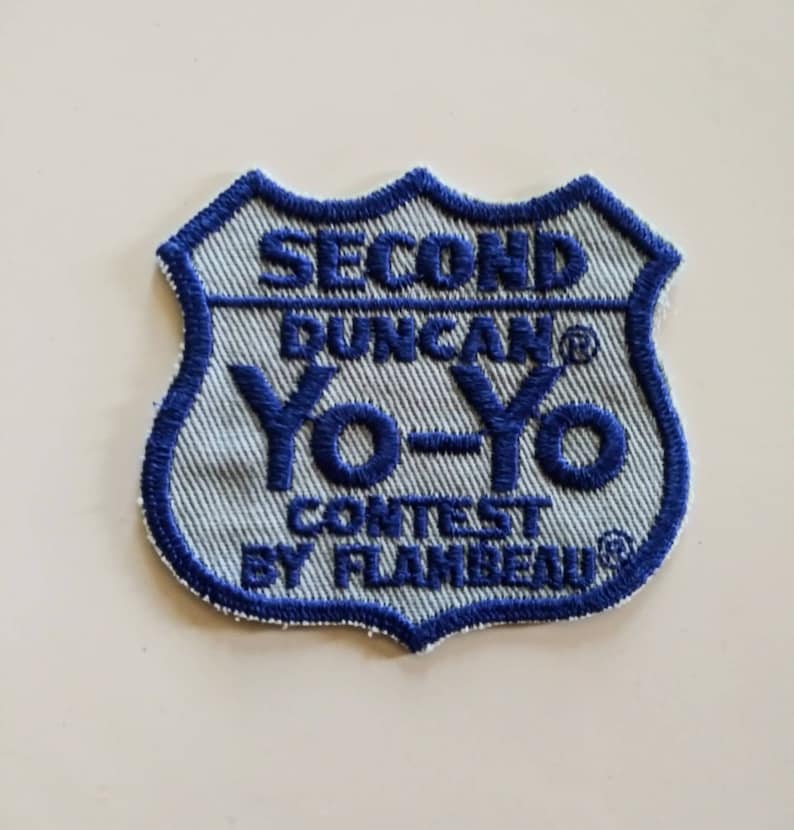 SECOND
DUNCAN®
Yo-Yo
CONTEST
BY FLAMBEAU®